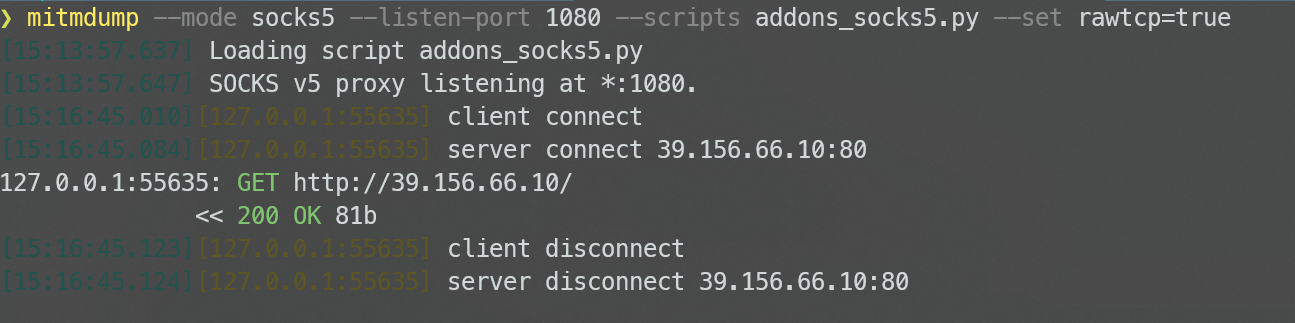 ❯ mitmdump --mode socks5 --listen-port 1080 --scripts addons_socks5.py --set rawtcp=true
[15:13:57.637] Loading script addons_socks5.py
[15:13:57.647] SOCKS v5 proxy listening at *:1080.
[15:16:45.010][127.0.0.1:55635] client connect
[15:16:45.084][127.0.0.1:55635] server connect 39.156.66.10:80
127.0.0.1:55635: GET http://39.156.66.10/
<< 200 OK 81b
[15:16:45.123][127.0.0.1:55635] client disconnect
[15:16:45.124][127.0.0.1:55635] server disconnect 39.156.66.10:80